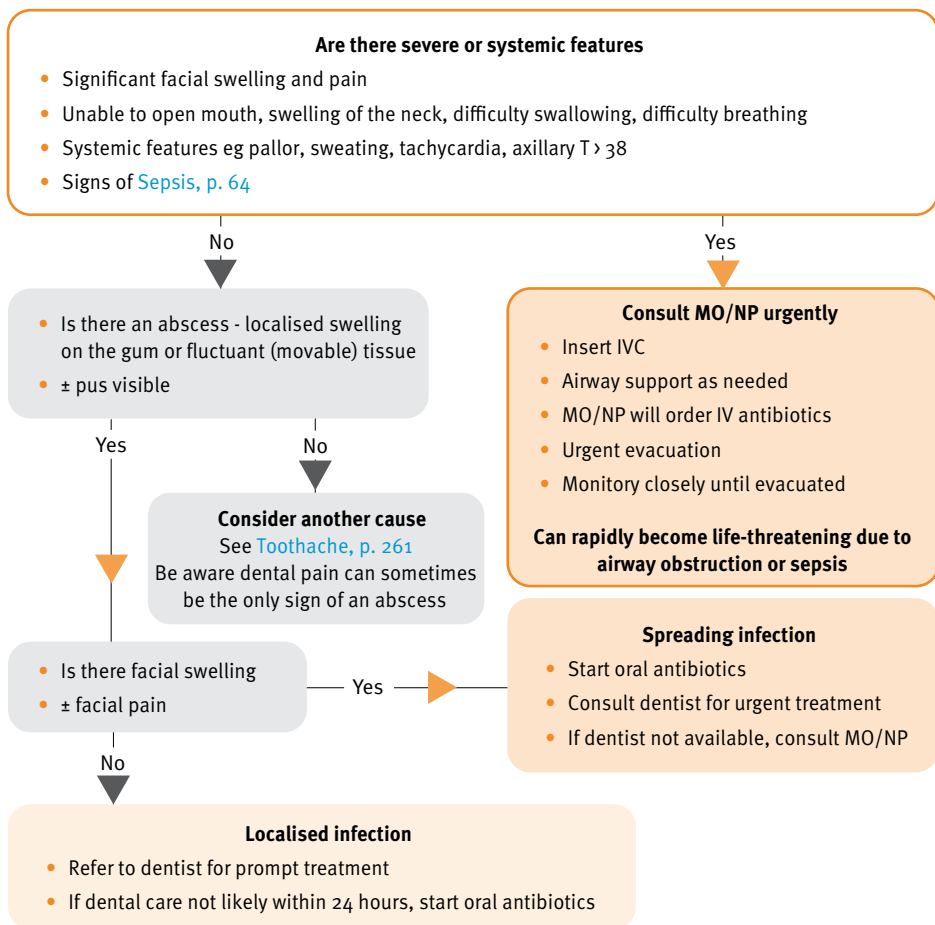 Are there severe or systemic features
• Significant facial swelling and pain
• Unable to open mouth, swelling of the neck, difficulty swallowing, difficulty breathing
• Systemic features eg pallor, sweating, tachycardia, axillary T > 38
• Signs of Sepsis, p. 64
No
Yes
• Is there an abscess - localised swelling
on the gum or fluctuant (movable) tissue
• ± pus visible
Consult MO/NP urgently
• Insert IVC
• Airway support as needed
• MO/NP will order IV antibiotics
• Urgent evacuation
• Monitory closely until evacuated
Can rapidly become life-threatening due to
airway obstruction or sepsis
Yes
No
Consider another cause
See Toothache, p. 261
Be aware dental pain can sometimes
be the only sign of an abscess
• Is there facial swelling
• ± facial pain
Yes
Spreading infection
• Start oral antibiotics
• Consult dentist for urgent treatment
• If dentist not available, consult MO/NP
No
Localised infection
• Refer to dentist for prompt treatment
• If dental care not likely within 24 hours, start oral antibiotics